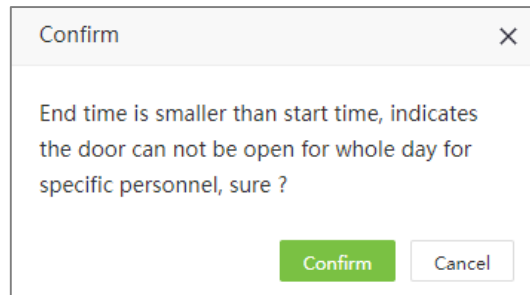 Confirm
End time is smaller than start time, indicates
the door can not be open for whole day for
specific personnel, sure ?
Confirm Cancel